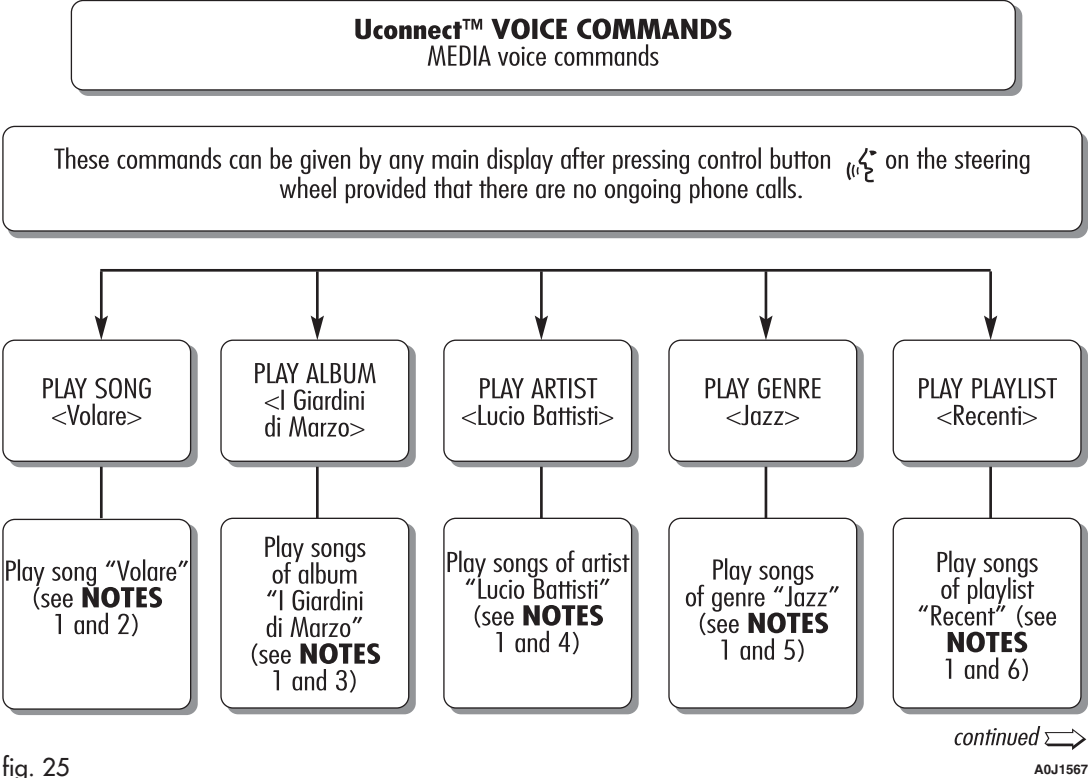 Uconnect™ VOICE COMMANDS
MEDIA voice commands
These commands can be given by any main display after pressing control button on the steering
wheel provided that there are no ongoing phone calls.
PLAY SONG
<Volare>
PLAY ALBUM
<I Giardini
di Marzo>
PLAY ARTIST
<Lucio Battisti>
PLAY GENRE
<Jazz>
PLAY PLAYLIST
<Recenti>
Play song “Volare”
(see NOTES
1 and 2)
Play songs
of album
“I Giardini
di Marzo”
(see NOTES
1 and 3)
Play songs of artist
“Lucio Battisti”
(see NOTES
1 and 4)
Play songs
of genre “Jazz”
(see NOTES
1 and 5)
Play songs
of playlist
“Recent” (see
NOTES
1 and 6)
continued
fig. 25
A0J1567